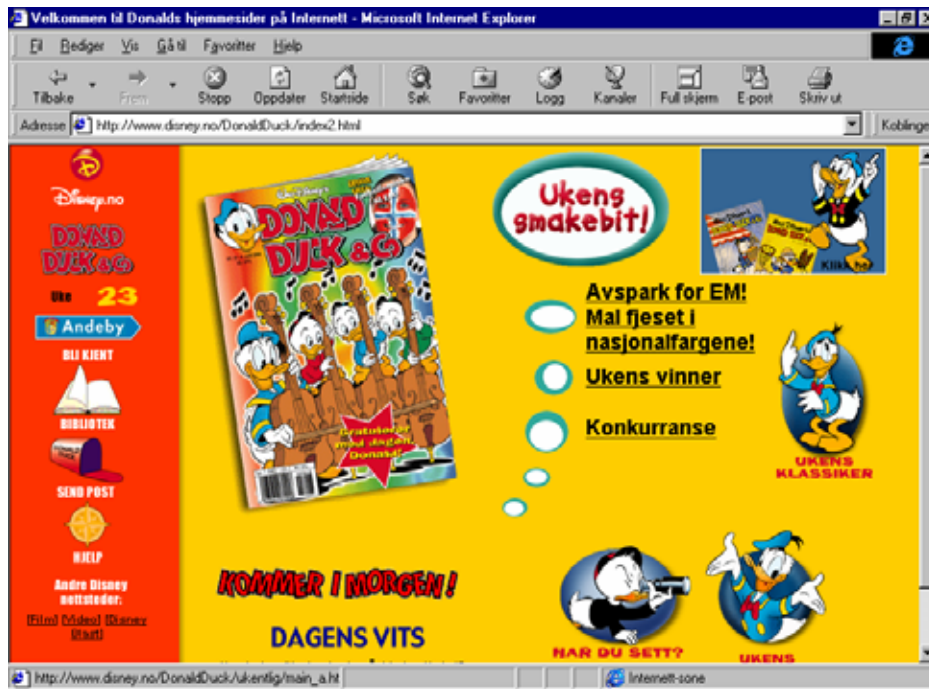 Velkommen til Donalds hjemmesider på Internett - Microsoft Internet Explorer
Fil Rediger Vis Gå til Favoritter Hjelp
Tilbake Frem Stopp Oppdater Startside Søk Favoritter Logg Kanaler Full skjerm E-post Skriv ut
Adresse http://www.disney.no/DonaldDuck/index2.html Koblinge
Disney.no
DONALD
DUCK & CO
Uke 23
Andeby
BLI KJENT
BIBLIOTEK
SEND POST
HJELP
Andre Disney
nettsteder:
[Film] [Video] [Disney
DONALD
DUCK & CO
Gratulerer
med dagen,
Donald!
Ukens
smakebit!
Klikk her
Avspark for EM!
Mal fjeset i
nasjonalfargene!
Ukens vinner
Konkurranse
UKENS
KLASSIKER
KOMMER I MORGEN!
DAGENS VITS
HAR DU SETT?
UKENS
http://www.disney.no/DonaldDuck/ukentlig/main_a.ht Internett-sone